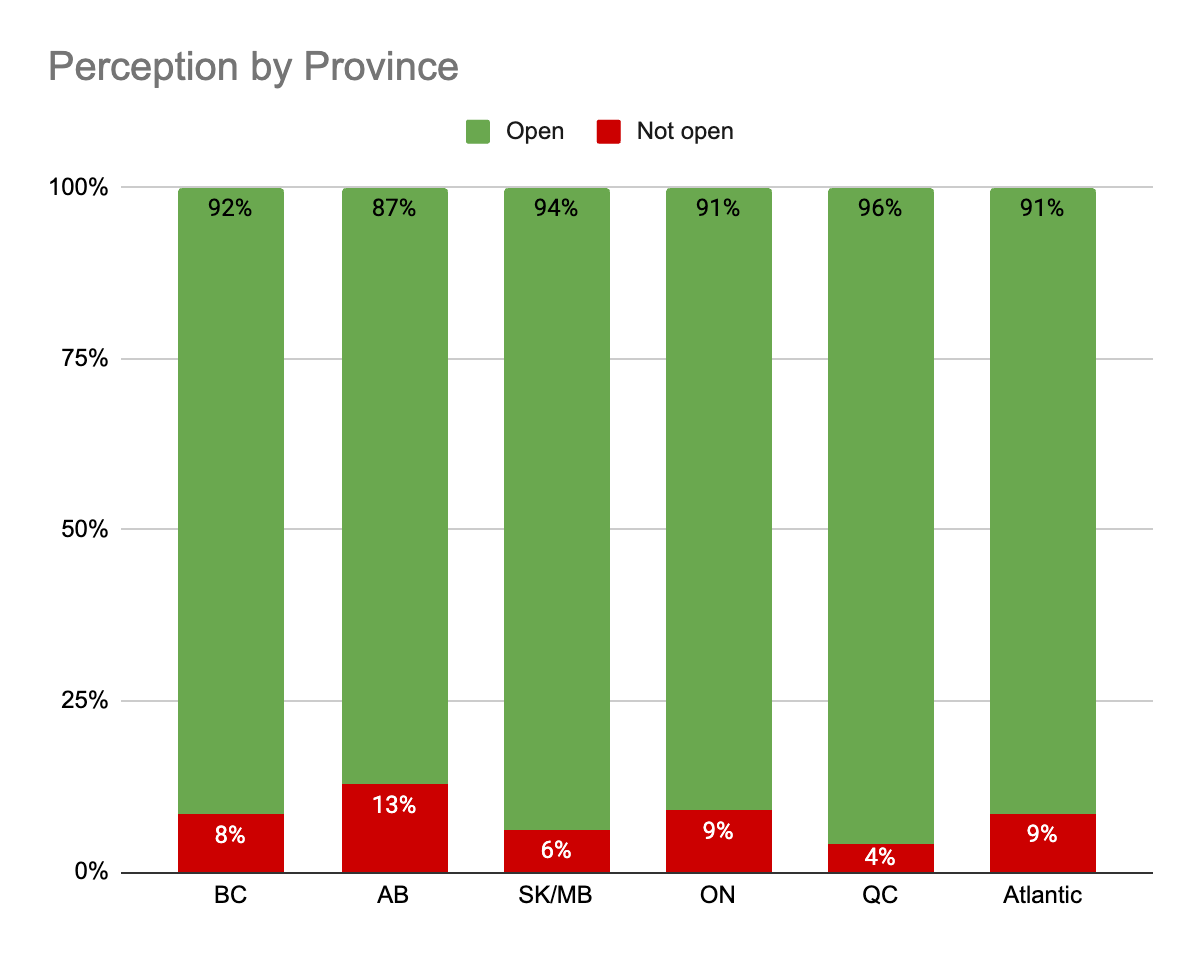 Perception by Province
Open Not open
100%
92% 87% 94% 91% 96% 91%
75%
50%
25%
13%
8% 6% 9% 4% 9%
0%
BC AB SK/MB ON QC Atlantic